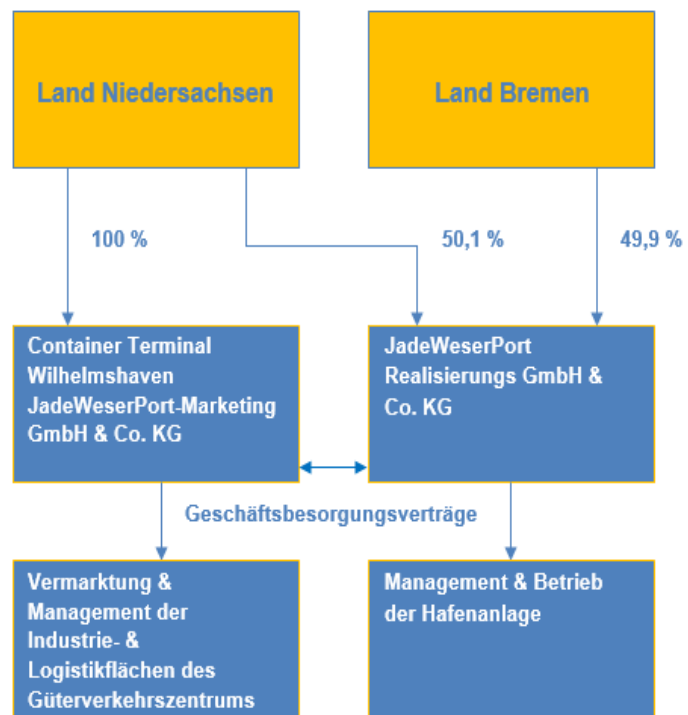 Land Niedersachsen
Land Bremen
100 %
50,1 %
49,9 %
Container Terminal
Wilhelmshaven
JadeWeserPort-Marketing
GmbH & Co. KG
JadeWeserPort
Realisierungs GmbH &
Co. KG
Geschäftsbesorgungsverträge
Vermarktung &
Management der
Industrie- &
Logistikflächen des
Güterverkehrszentrums
Management & Betrieb
der Hafenanlage